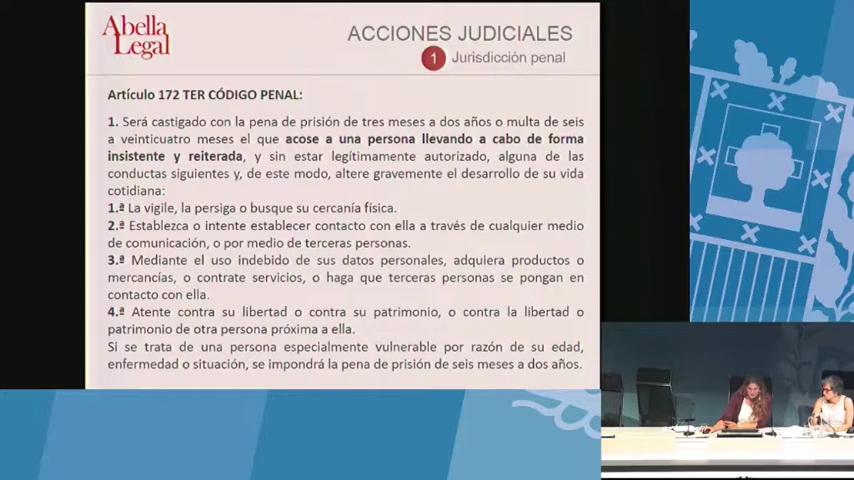 Abella
Legal
ACCIONES JUDICIALES
1 Jurisdicción penal
Artículo 172 TER CÓDIGO PENAL:
1. Será castigado con la pena de prisión de tres meses a dos años o multa de seis
a veinticuatro meses el que acose a una persona llevando a cabo de forma
insistente y reiterada, y sin estar legítimamente autorizado, alguna de las
conductas siguientes y, de este modo, altere gravemente el desarrollo de su vida
cotidiana:
1.ª La vigile, la persiga o busque su cercanía física.
2.ª Establezca o intente establecer contacto con ella a través de cualquier medio
de comunicación, o por medio de terceras personas.
3.ª Mediante el uso indebido de sus datos personales, adquiera productos o
mercancías, o contrate servicios, o haga que terceras personas se pongan en
contacto con ella.
4.ª Atente contra su libertad o contra su patrimonio, o contra la libertad o
patrimonio de otra persona próxima a ella.
Si se trata de una persona especialmente vulnerable por razón de su edad,
enfermedad o situación, se impondrá la pena de prisión de seis meses a dos años.